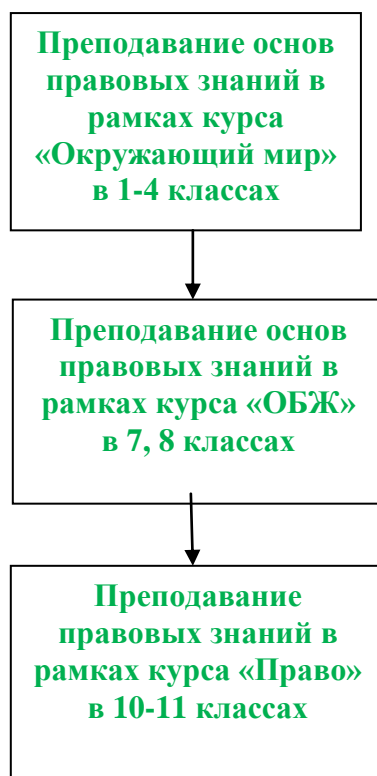 Преподавание основ
правовых знаний в
рамках курса
«Окружающий мир»
в 1-4 классах
Преподавание основ
правовых знаний в
рамках курса «ОБЖ»
в 7, 8 классах
Преподавание
правовых знаний в
рамках курса «Право»
в 10-11 классах